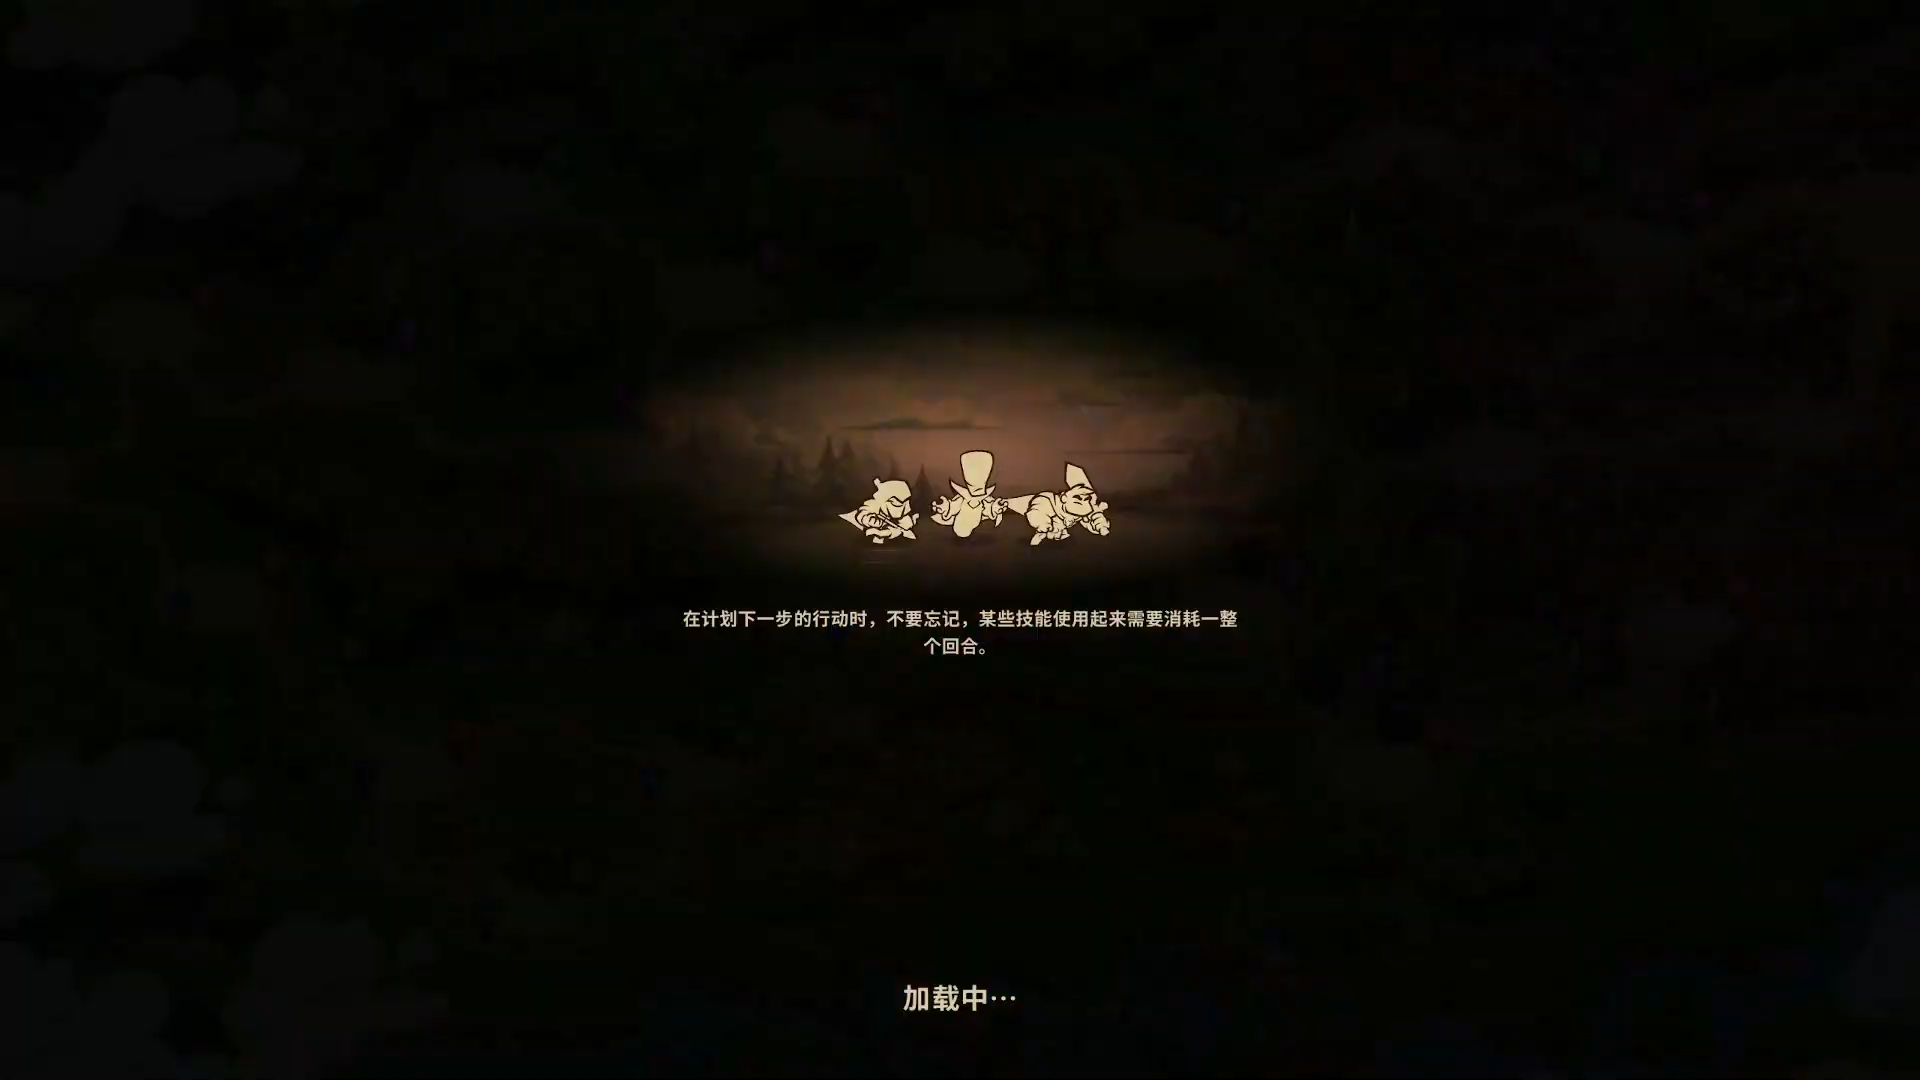 在计划下一步的行动时，不要忘记，某些技能使用起来需要消耗一整
个回合。
加载中…